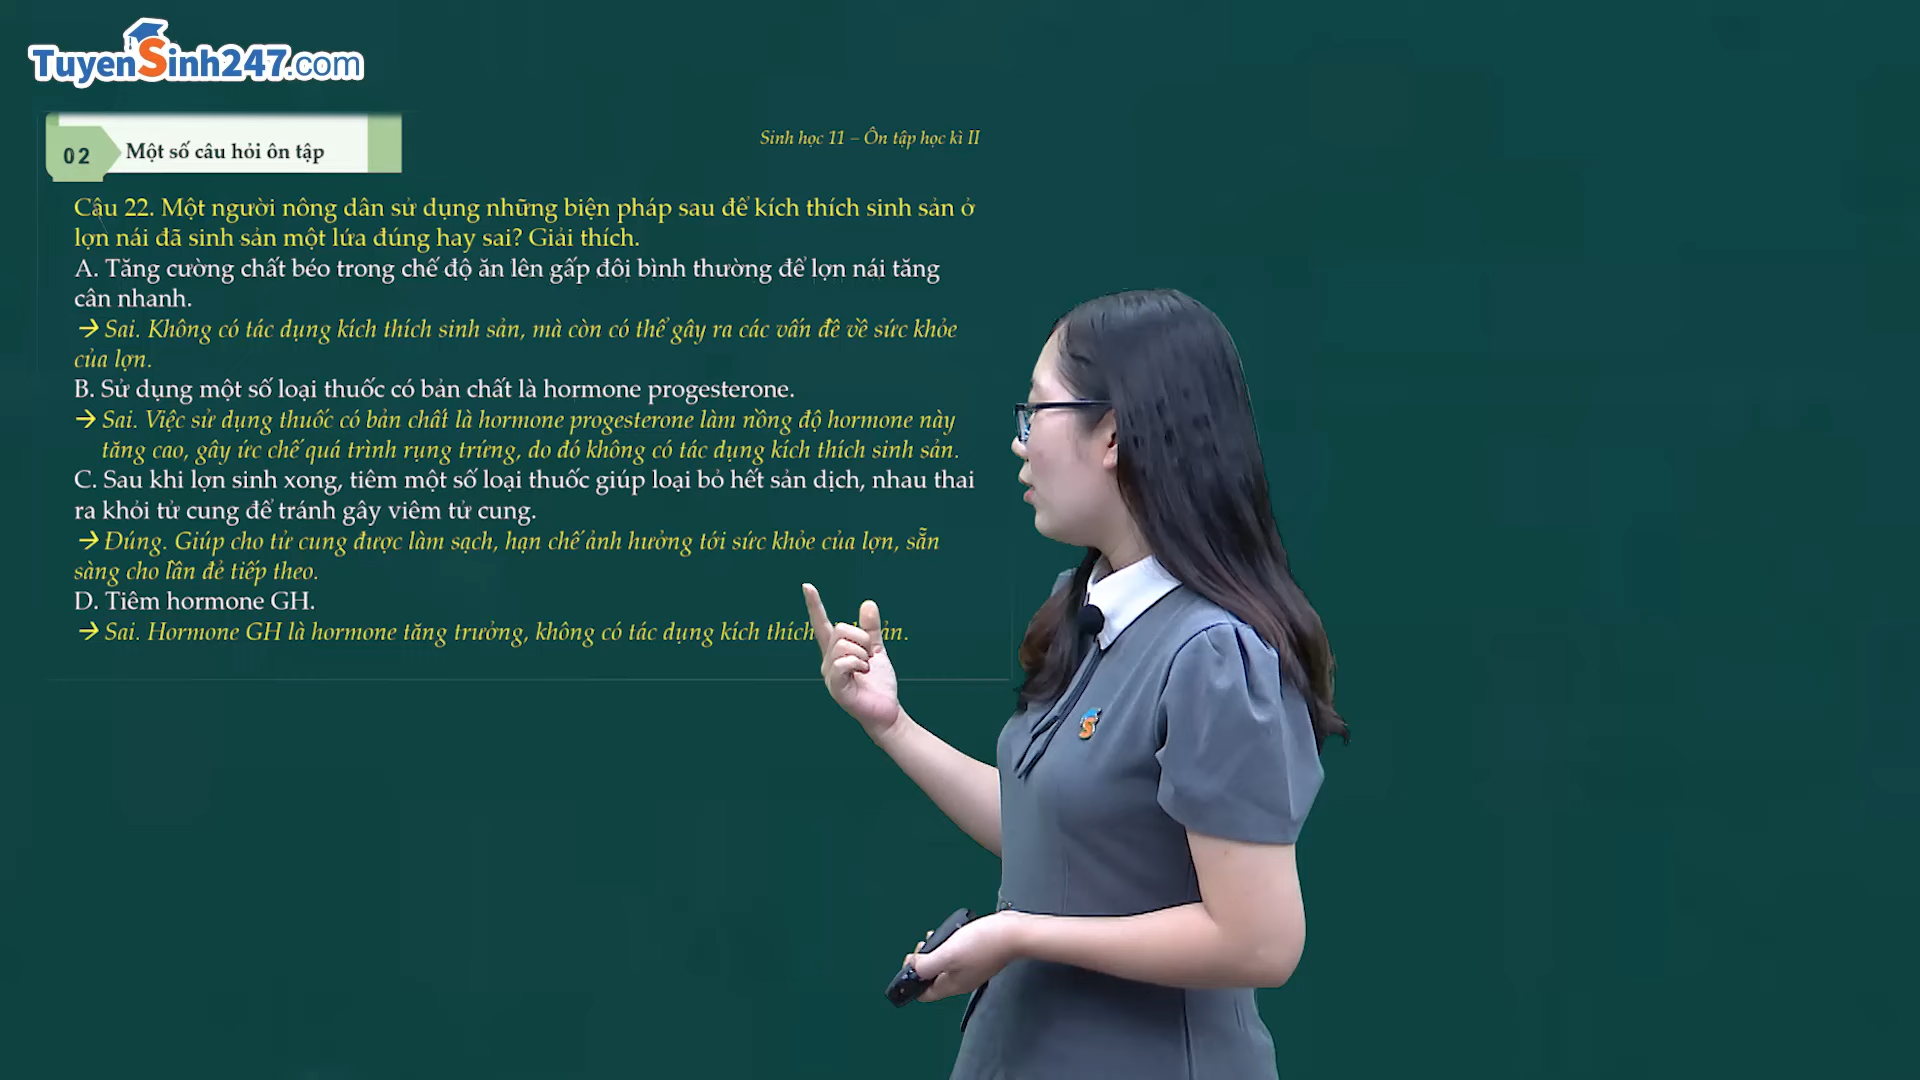 TuyenSinh247.com
02
Một số câu hỏi ôn tập
Sinh học 11 – Ôn tập học kì II
Câu 22. Một người nông dân sử dụng những biện pháp sau để kích thích sinh sản ở
lợn nái đã sinh sản một lứa đúng hay sai? Giải thích.
A. Tăng cường chất béo trong chế độ ăn lên gấp đôi bình thường để lợn nái tăng
cân nhanh.
→ Sai. Không có tác dụng kích thích sinh sản, mà còn có thể gây ra các vấn đề về sức khỏe
của lợn.
B. Sử dụng một số loại thuốc có bản chất là hormone progesterone.
→ Sai. Việc sử dụng thuốc có bản chất là hormone progesterone làm nồng độ hormone này
tăng cao, gây ức chế quá trình rụng trứng, do đó không có tác dụng kích thích sinh sản.
C. Sau khi lợn sinh xong, tiêm một số loại thuốc giúp loại bỏ hết sản dịch, nhau thai
ra khỏi tử cung để tránh gây viêm tử cung.
→ Đúng. Giúp cho tử cung được làm sạch, hạn chế ảnh hưởng tới sức khỏe của lợn, sẵn
sàng cho lần đẻ tiếp theo.
D. Tiêm hormone GH.
→ Sai. Hormone GH là hormone tăng trưởng, không có tác dụng kích thích